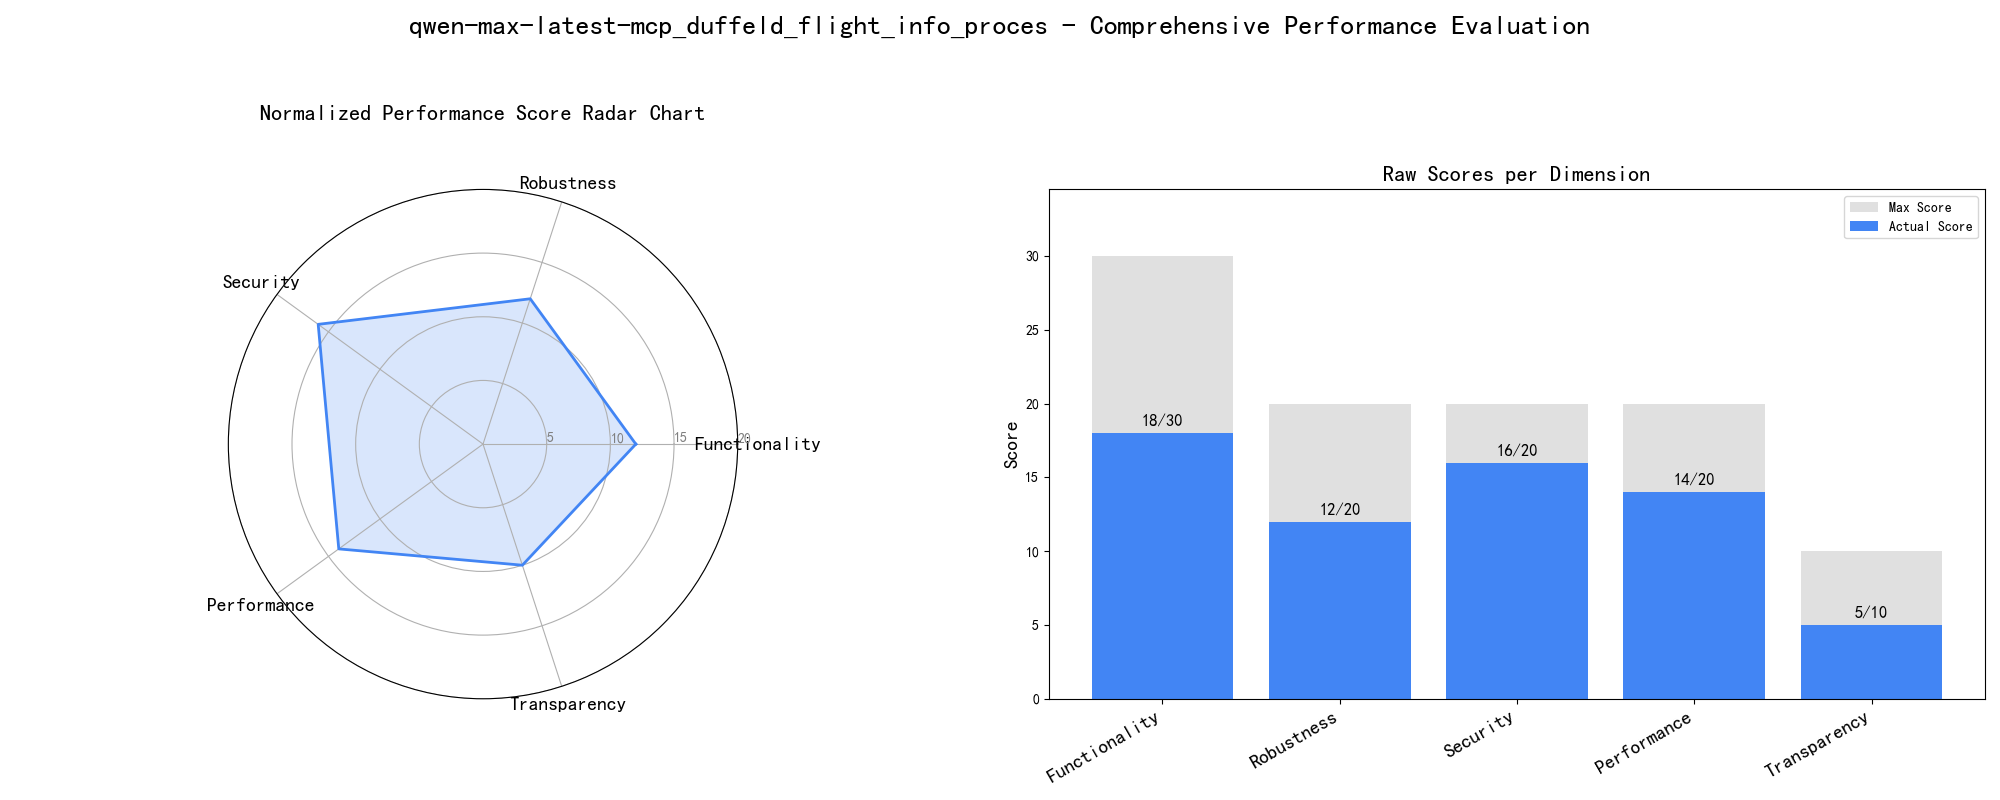 qwen-max-latest-mcp_duffeld_flight_info_proces - Comprehensive Performance Evaluation
Normalized Performance Score Radar Chart
Robustness
Security
Functionality
Performance
Transparency
5
10
15
20
Raw Scores per Dimension
Max Score
Actual Score
Score
30
25
20
15
10
5
0
18/30
12/20
16/20
14/20
5/10
Functionality
Robustness
Security
Performance
Transparency